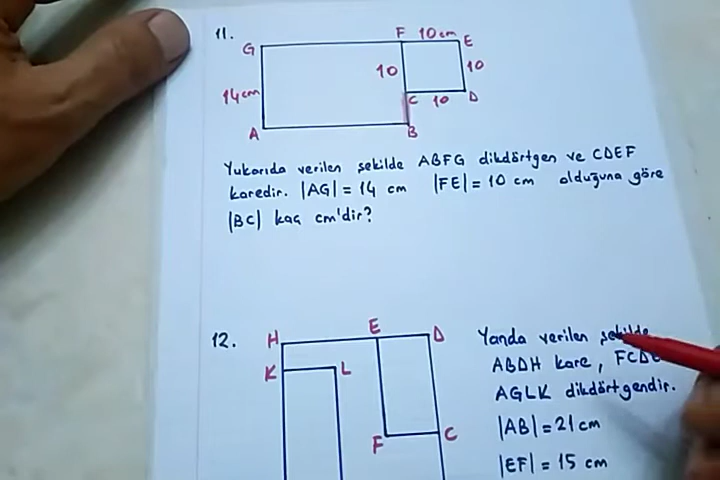 11.
F 10cm E
G
10 10
14cm
C 10 D
A B
Yukarıda verilen şekilde ABFG dikdörtgen ve CDEF
karedir. |AG| = 14 cm |FE| = 10 cm olduğuna göre
|BC| kaç cm'dir?
12.
H E D
K L
F C
Yanda verilen şekilde
ABDH kare,
AGLK dikdörtgendir.
|AB| = 21 cm
|EF| = 15 cm